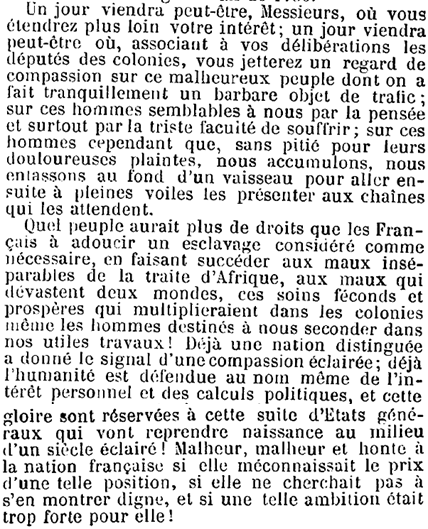 Un jour viendra peut-être, Messieurs, où vous
étendrez plus loin votre intérêt; un jour viendra
peut-être où, associant à vos délibérations les
députés des colonies, vous jetterez un regard de
compassion sur ce malheureux peuple dont on a
fait tranquillement un barbare objet de trafic;
sur ces hommes semblables à nous par la pensée
et surtout par la triste faculté de souffrir; sur ces
hommes cependant que, sans pitié pour leurs
douloureuses plaintes, nous accumulons, nous
entassons au fond d'un vaisseau pour aller en-
suite à pleines voiles les présenter aux chaînes
qui les attendent.
Quel peuple aurait plus de droits que les Fran-
çais à adoucir un esclavage considéré comme
nécessaire, en faisant succéder aux maux insé-
parables de la traite d'Afrique, aux maux qui
dévastent deux mondes, ces soins féconds et
prospères qui multiplieraient dans les colonies
même les hommes destinés à nous seconder dans
nos utiles travaux! Déjà une nation distinguée
a donné le signal d'une compassion éclairée; déjà
l'humanité est défendue au nom même de l'in-
térêt personnel et des calculs politiques, et cette
gloire sont réservées à cette suite d'Etats géné-
raux qui vont reprendre naissance au milieu
d'un siècle éclairé! Malheur, malheur et honte à
la nation française si elle méconnaissait le prix
d'une telle position, si elle ne cherchait pas à
s'en montrer digne, et si une telle ambition était
trop forte pour elle!